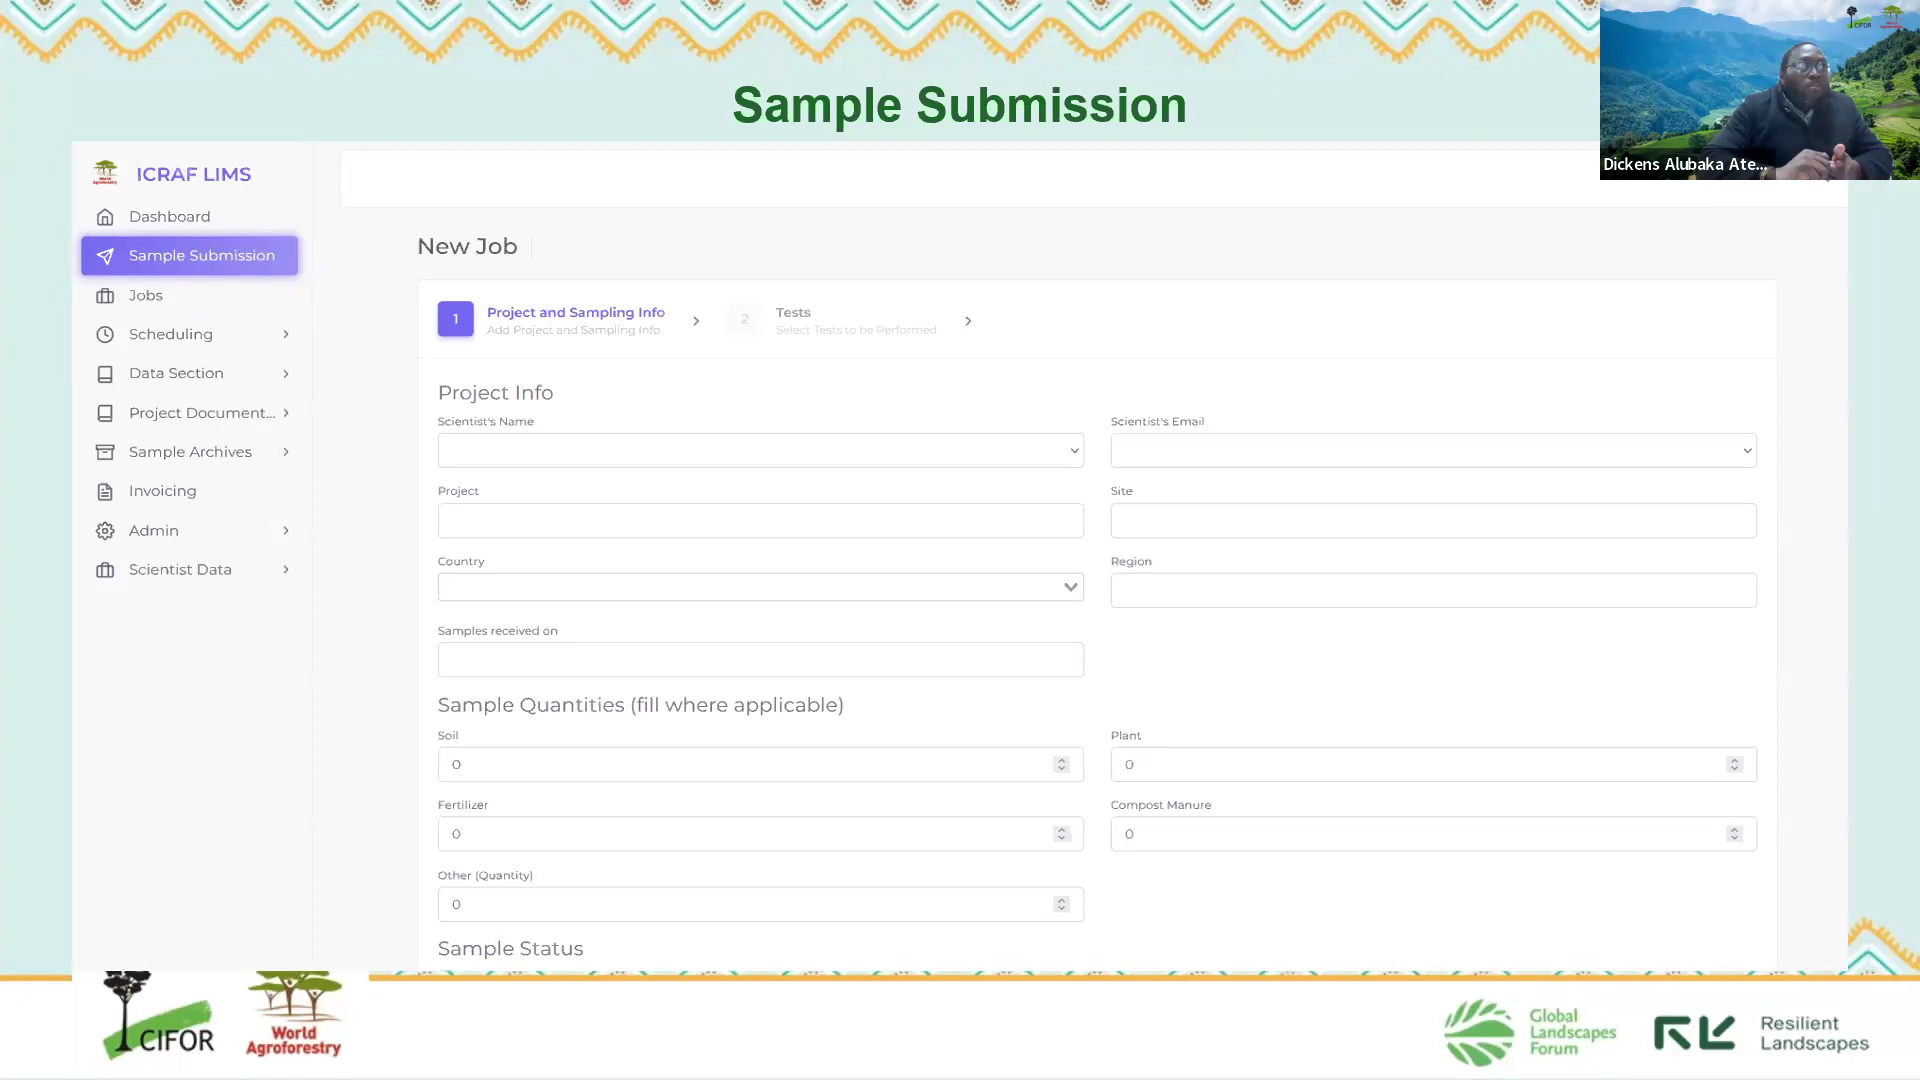 Sample Submission
CIFOR
Dickens Alubaka Ate...
World
Agroforestry
ICRAF LIMS
Dashboard
Sample Submission
Jobs
Scheduling
Data Section
Project Document...
Sample Archives
Invoicing
Admin
Scientist Data
New Job
1
Project and Sampling Info
Add Project and Sampling Info
2
Tests
Select Tests to be Performed
Project Info
Scientist's Name
Scientist's Email
Project
Site
Country
Region
Samples received on
Sample Quantities (fill where applicable)
Soil
0
Plant
0
Fertilizer
0
Compost Manure
0
Other (Quantity)
0
Sample Status
CIFOR
World
Agroforestry
Global
Landscapes
Forum
Resilient
Landscapes